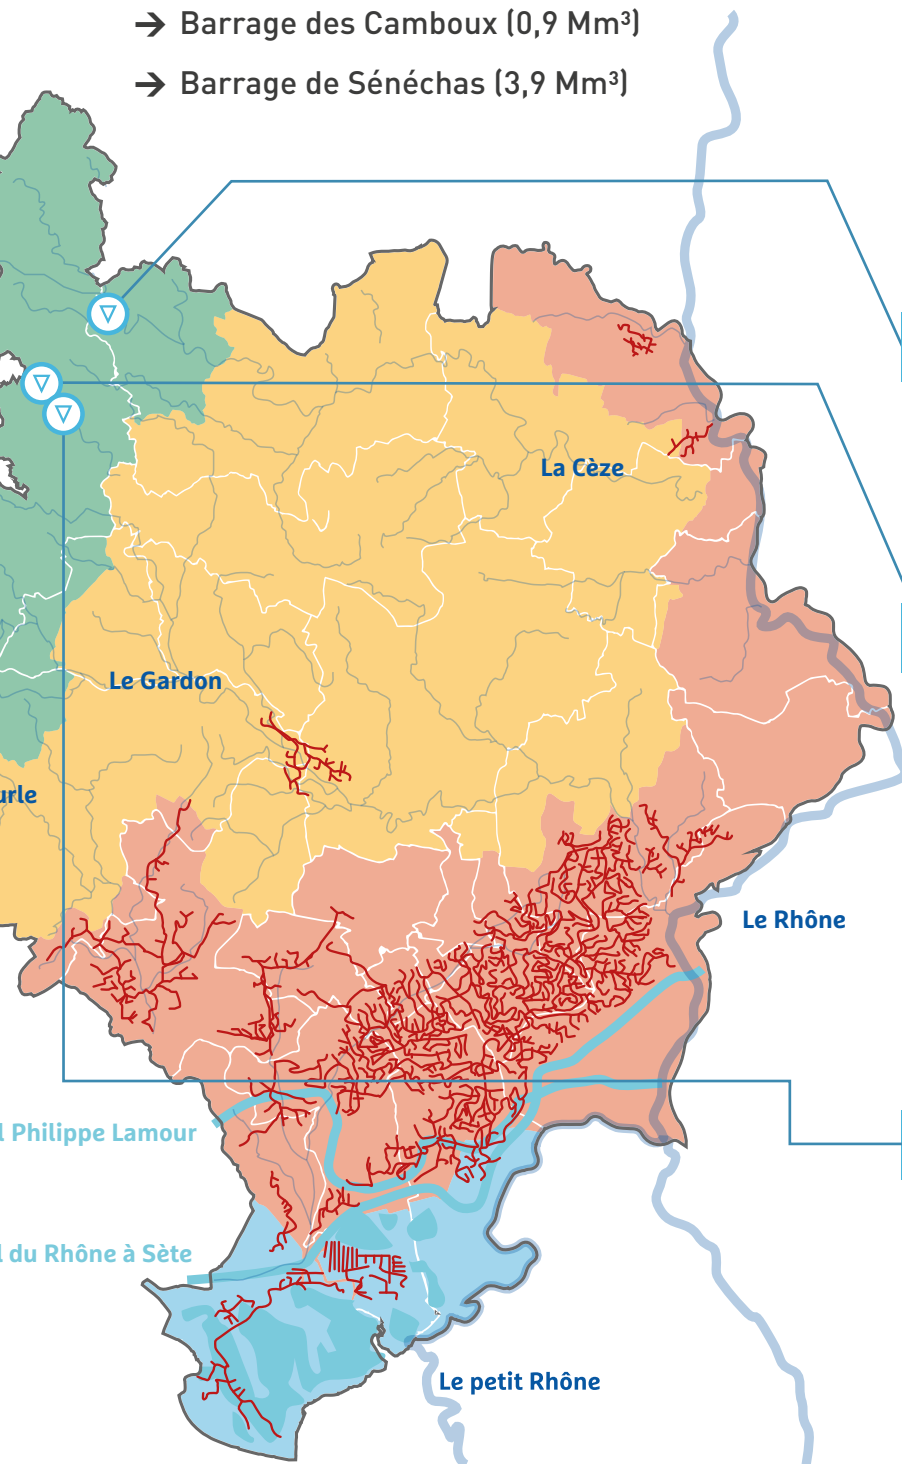 → Barrage des Camboux (0,9 Mm³)
→ Barrage de Sénéchas (3,9 Mm³)
La Cèze
Le Gardon
urle
Le Rhône
l Philippe Lamour
l du Rhône à Sète
Le petit Rhône